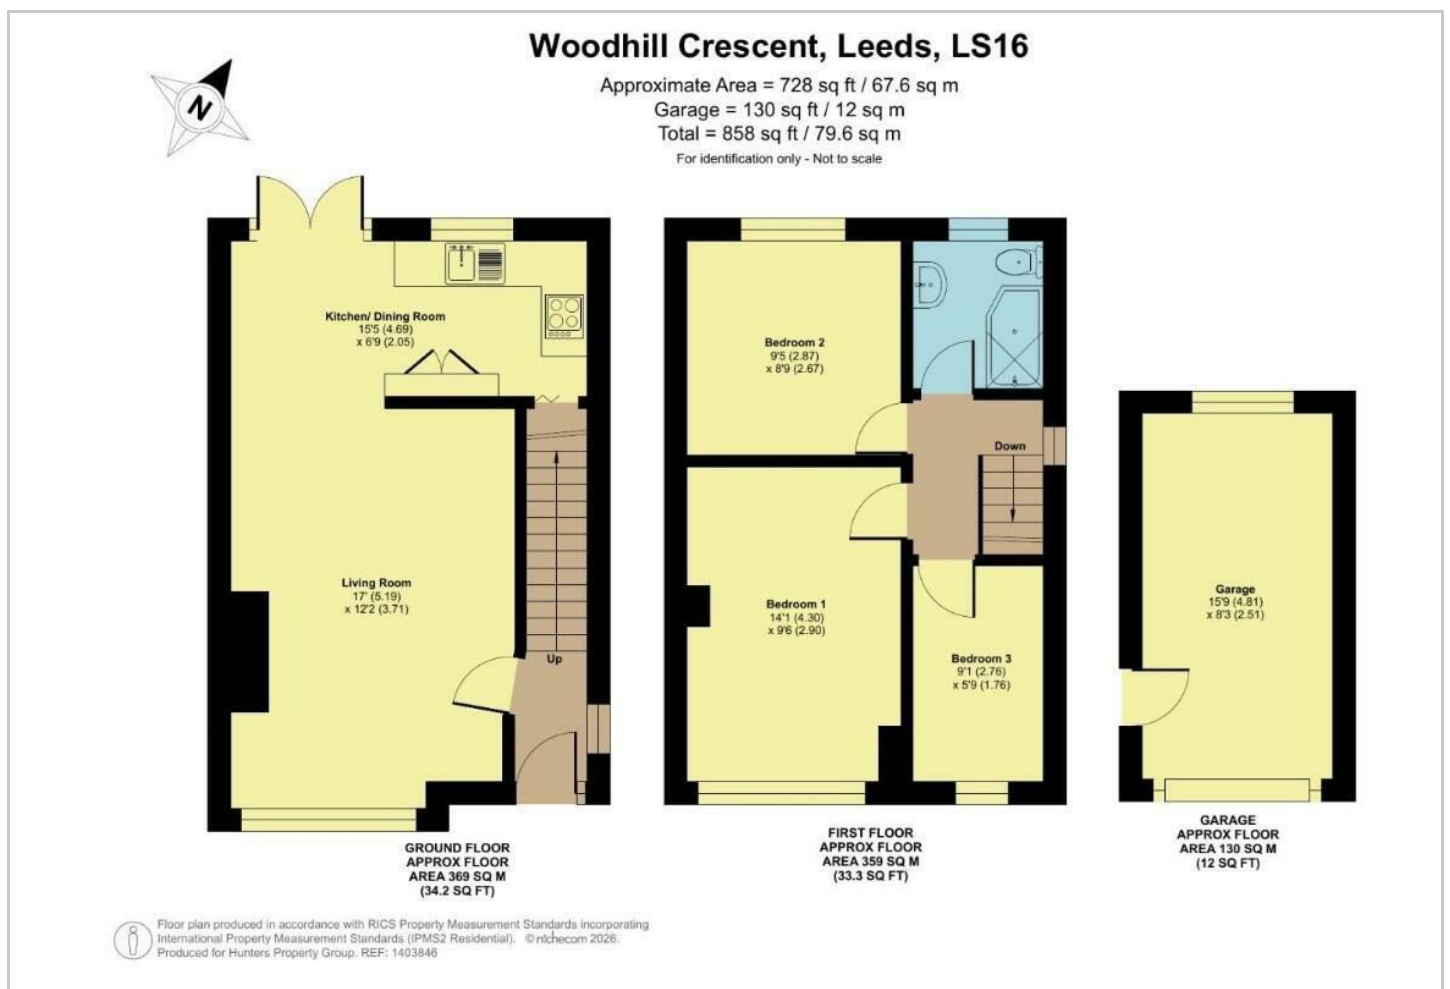 Woodhill Crescent, Leeds, LS16
Approximate Area = 728 sq ft / 67.6 sq m
Garage = 130 sq ft / 12 sq m
Total = 858 sq ft / 79.6 sq m
For identification only - Not to scale
N
Kitchen/ Dining Room
15'5 (4.69)
x 6'9 (2.05)
Living Room
17' (5.19)
x 12'2 (3.71)
Up
GROUND FLOOR
APPROX FLOOR
AREA 369 SQ M
(34.2 SQ FT)
Bedroom 2
9'5 (2.87)
x 8'9 (2.67)
Down
Bedroom 1
14'1 (4.30)
x 9'6 (2.90)
Bedroom 3
9'1 (2.76)
x 5'9 (1.76)
FIRST FLOOR
APPROX FLOOR
AREA 359 SQ M
(33.3 SQ FT)
Garage
15'9 (4.81)
x 8'3 (2.51)
GARAGE
APPROX FLOOR
AREA 130 SQ M
(12 SQ FT)
Floor plan produced in accordance with RICS Property Measurement Standards incorporating
International Property Measurement Standards (IPMS2 Residential). ©nichecom 2026.
Produced for Hunters Property Group. REF: 1403846